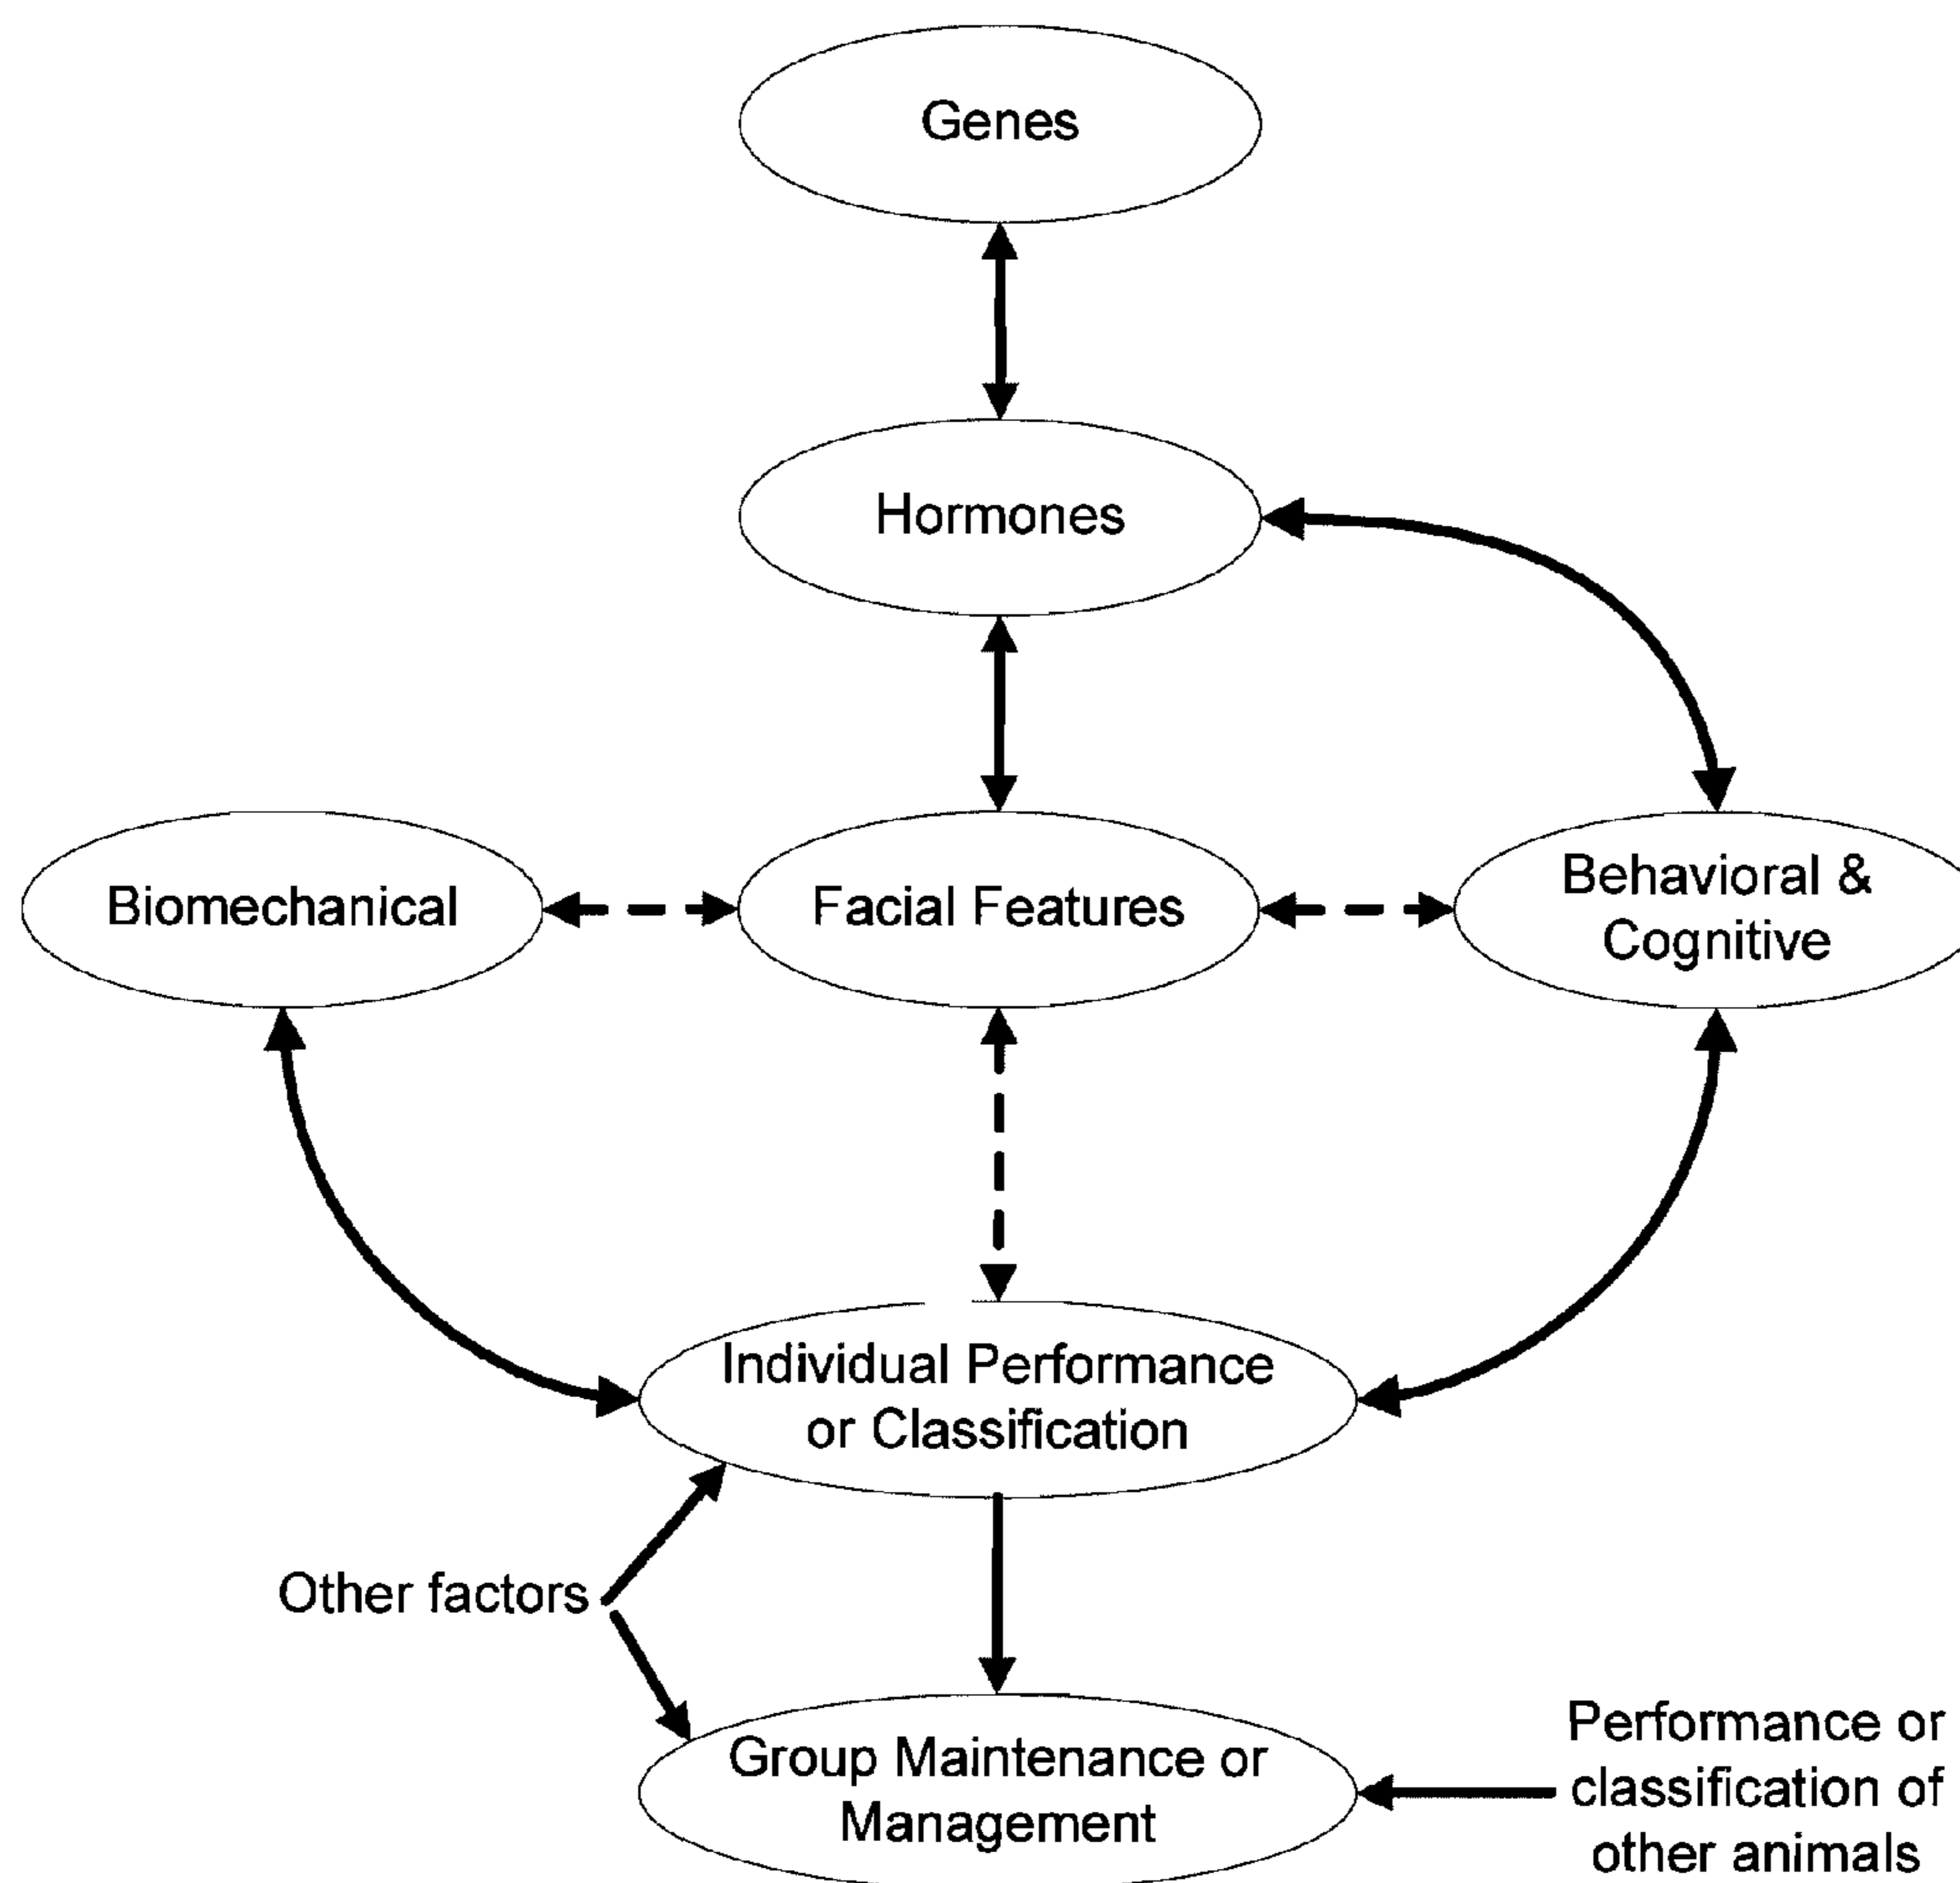 Genes
Hormones
Biomechanical
Facial Features
Behavioral &
Cognitive
Individual Performance
or Classification
Other factors
Group Maintenance or
Management
Performance or
classification of
other animals